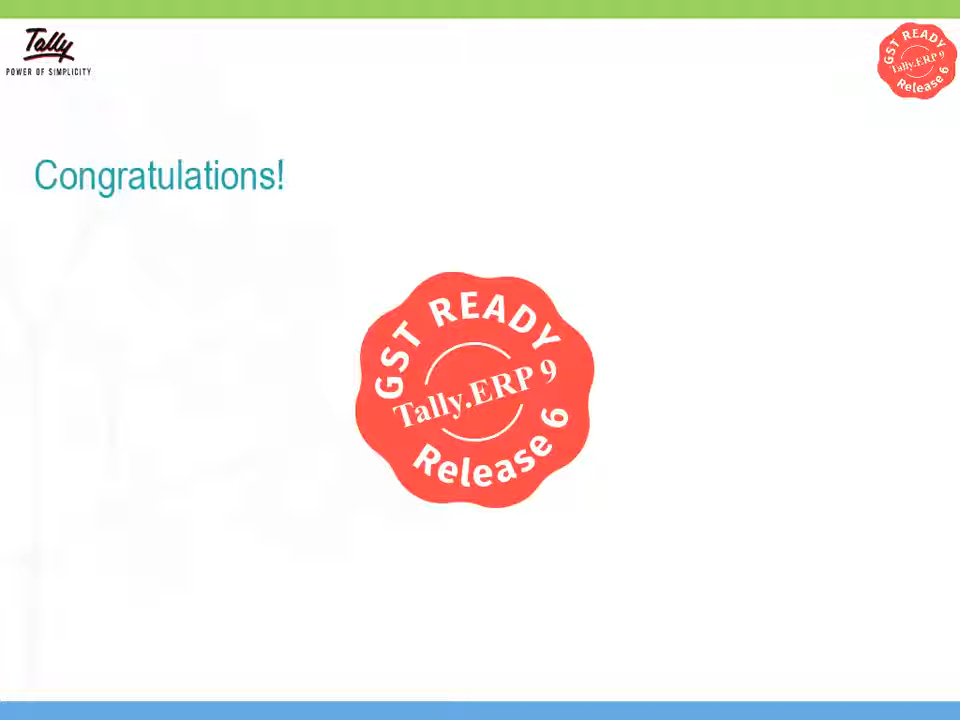 Tally
POWER OF SIMPLICITY
GST READY
Tally.ERP 9
Release 6
Congratulations!
GST READY
Tally.ERP 9
Release 6